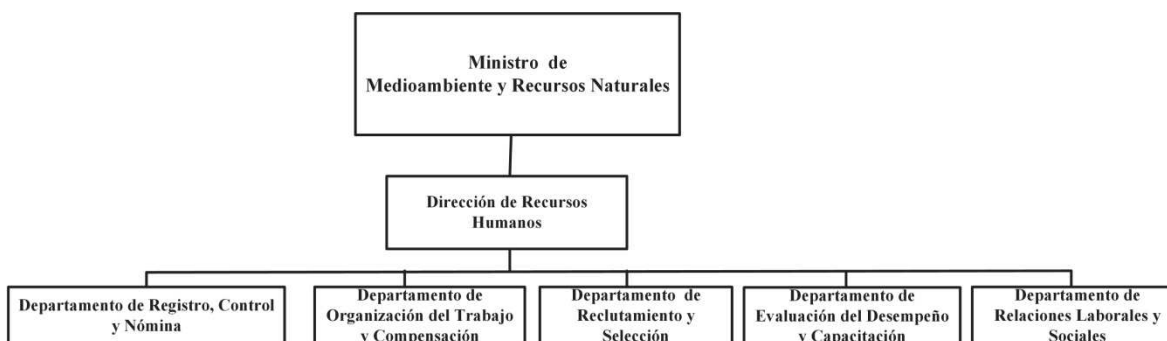 Ministro de
Medioambiente y Recursos Naturales
Dirección de Recursos
Humanos
Departamento de Registro, Control
y Nómina
Departamento de
Organización del Trabajo
y Compensación
Departamento de
Reclutamiento y
Selección
Departamento de
Evaluación del Desempeño
y Capacitación
Departamento de
Relaciones Laborales y
Sociales